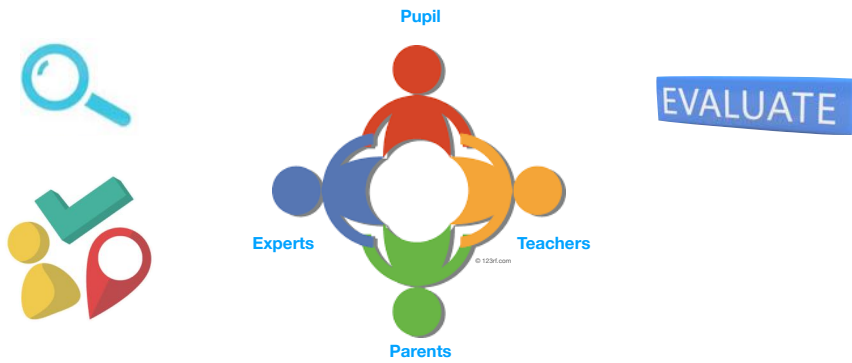 Pupil
EVALUATE
Experts
Teachers
© 123rf.com
Parents